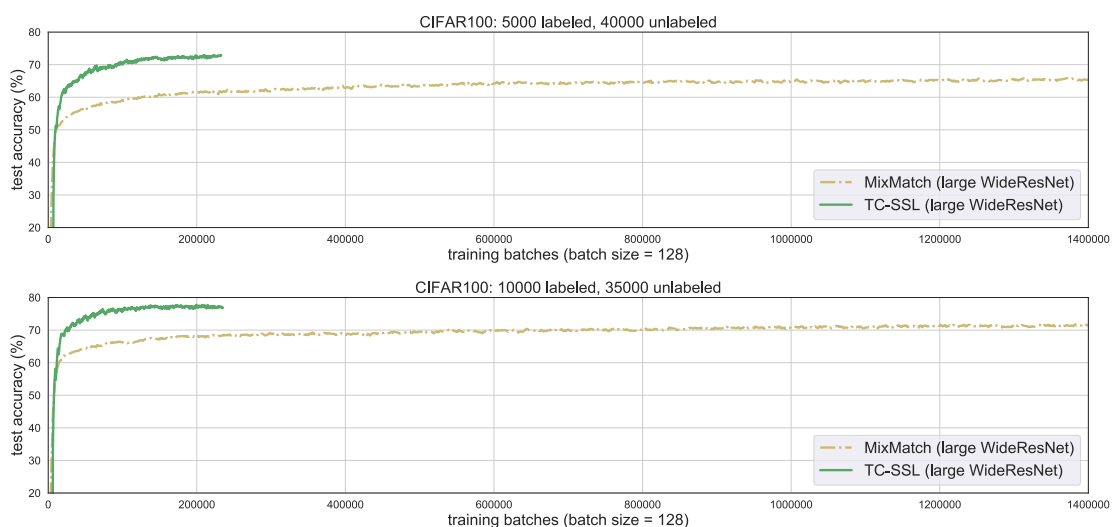 CIFAR100: 5000 labeled, 40000 unlabeled
80
70
60
50
40
30
20
test accuracy (%)
MixMatch (large WideResNet)
TC-SSL (large WideResNet)
0 200000 400000 600000 800000 1000000 1200000 1400000
training batches (batch size = 128)
CIFAR100: 10000 labeled, 35000 unlabeled
80
70
60
50
40
30
20
test accuracy (%)
MixMatch (large WideResNet)
TC-SSL (large WideResNet)
0 200000 400000 600000 800000 1000000 1200000 1400000
training batches (batch size = 128)